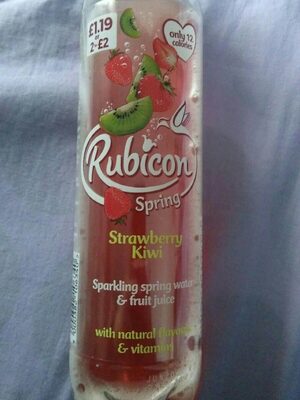 £1.19
or
2 for £2
only 12
calories
Rubicon
Spring
Strawberry
Kiwi
Sparkling spring water
& fruit juice
with natural flavours
& vitamins